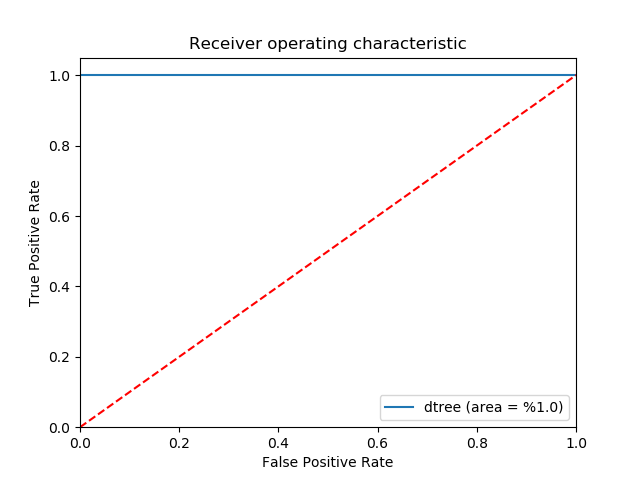 Receiver operating characteristic
1.0
0.8
0.6
0.4
0.2
0.0
True Positive Rate
dtree (area = %1.0)
0.0 0.2 0.4 0.6 0.8 1.0
False Positive Rate